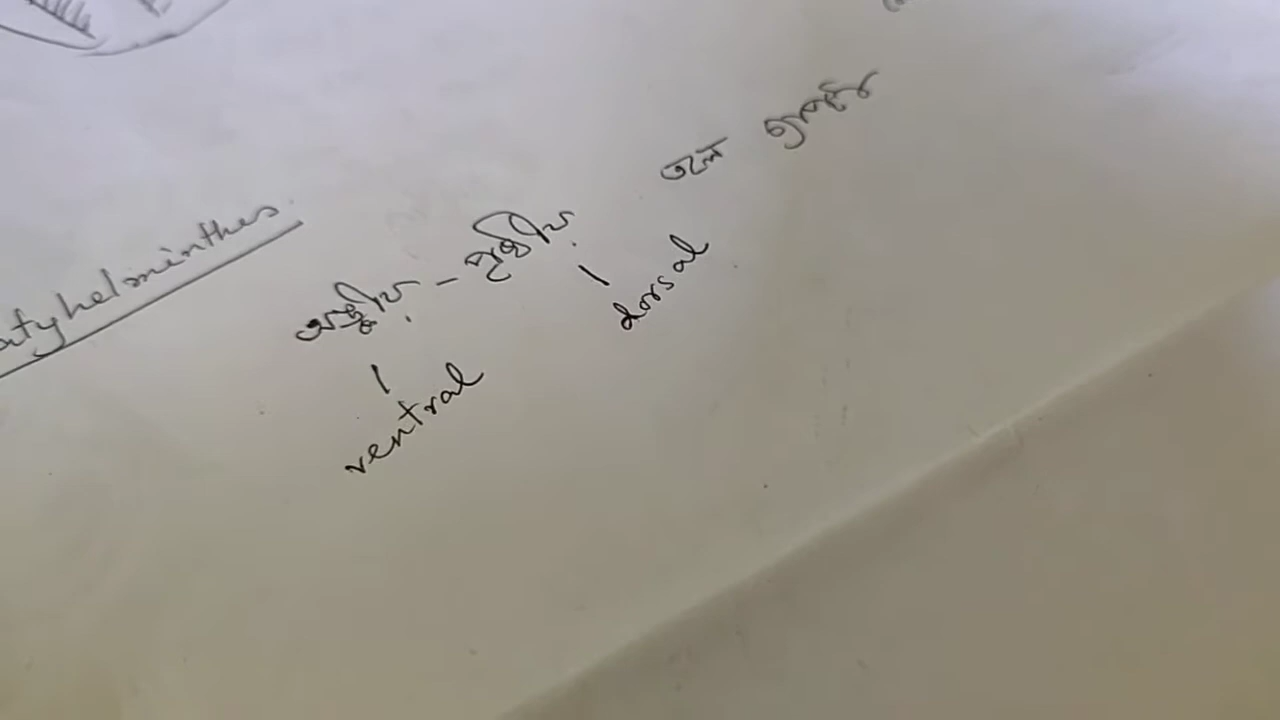 atyhelminthes.
অঙ্কীয় - পৃষ্ঠীয়
ventral
dorsal